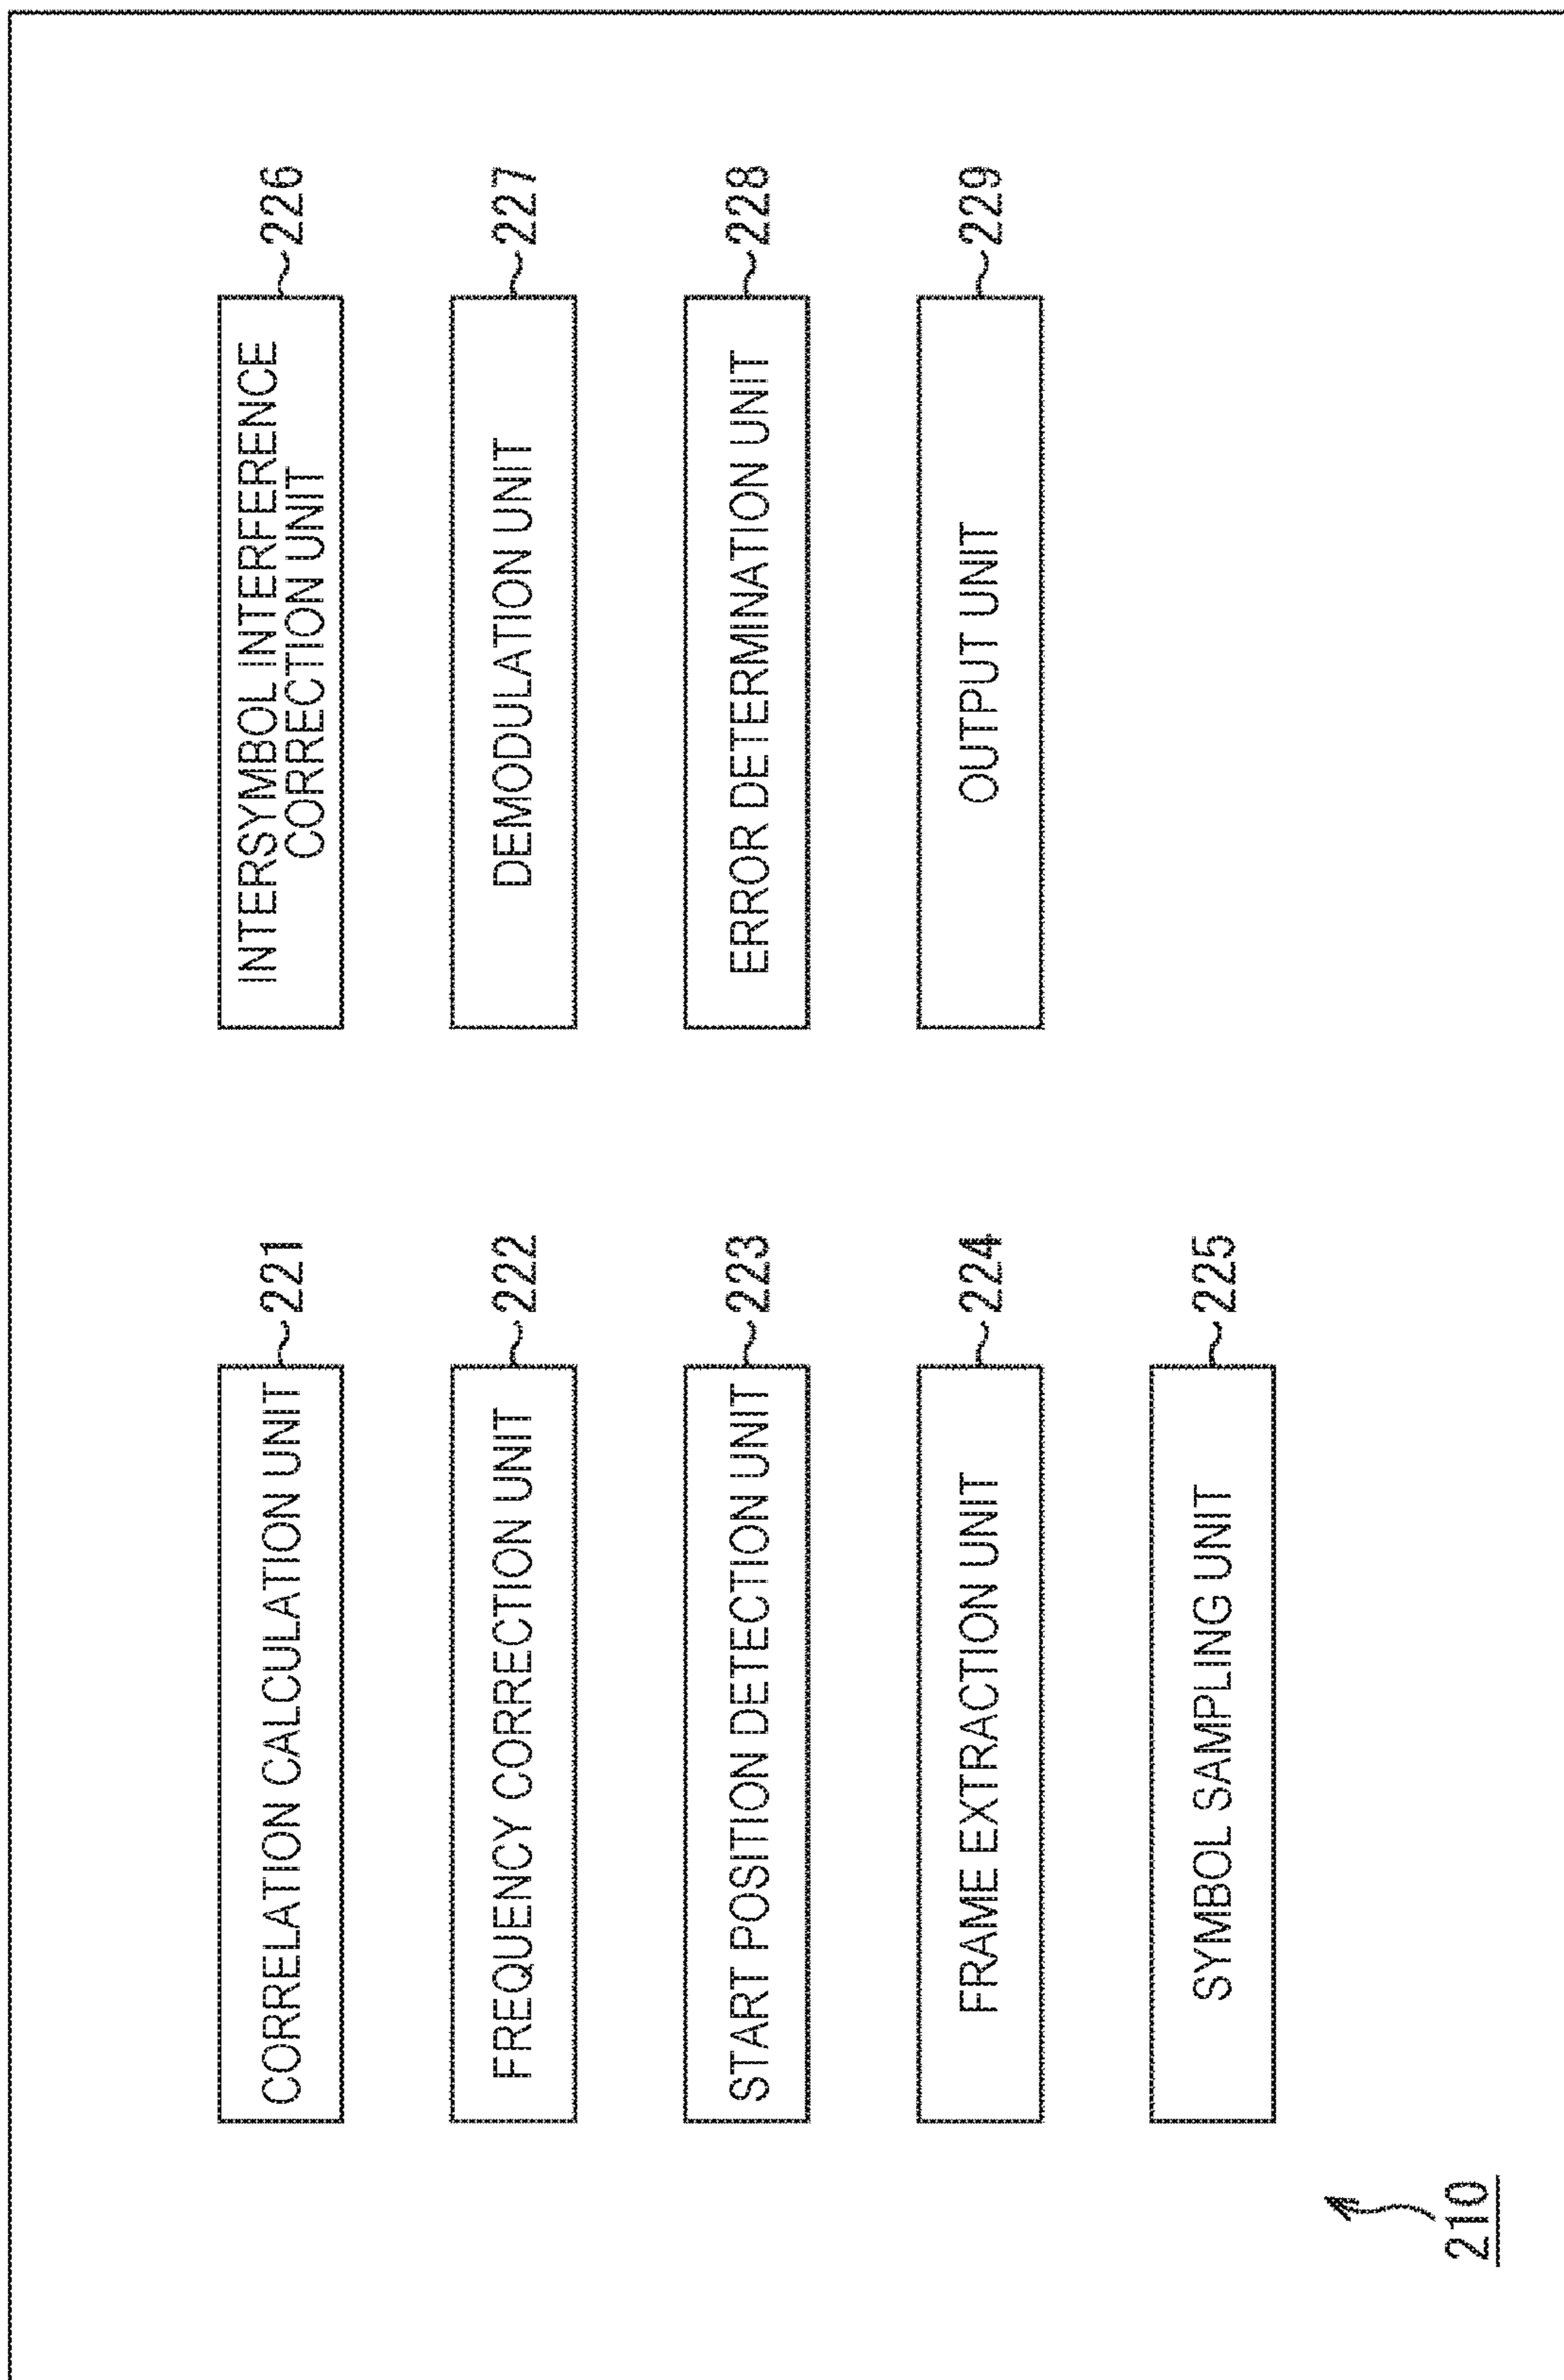 CORRELATION CALCULATION UNIT
221
FREQUENCY CORRECTION UNIT
222
START POSITION DETECTION UNIT
223
FRAME EXTRACTION UNIT
224
SYMBOL SAMPLING UNIT
225
INTERSYMBOL INTERFERENCE
CORRECTION UNIT
226
DEMODULATION UNIT
227
ERROR DETERMINATION UNIT
228
OUTPUT UNIT
229
210